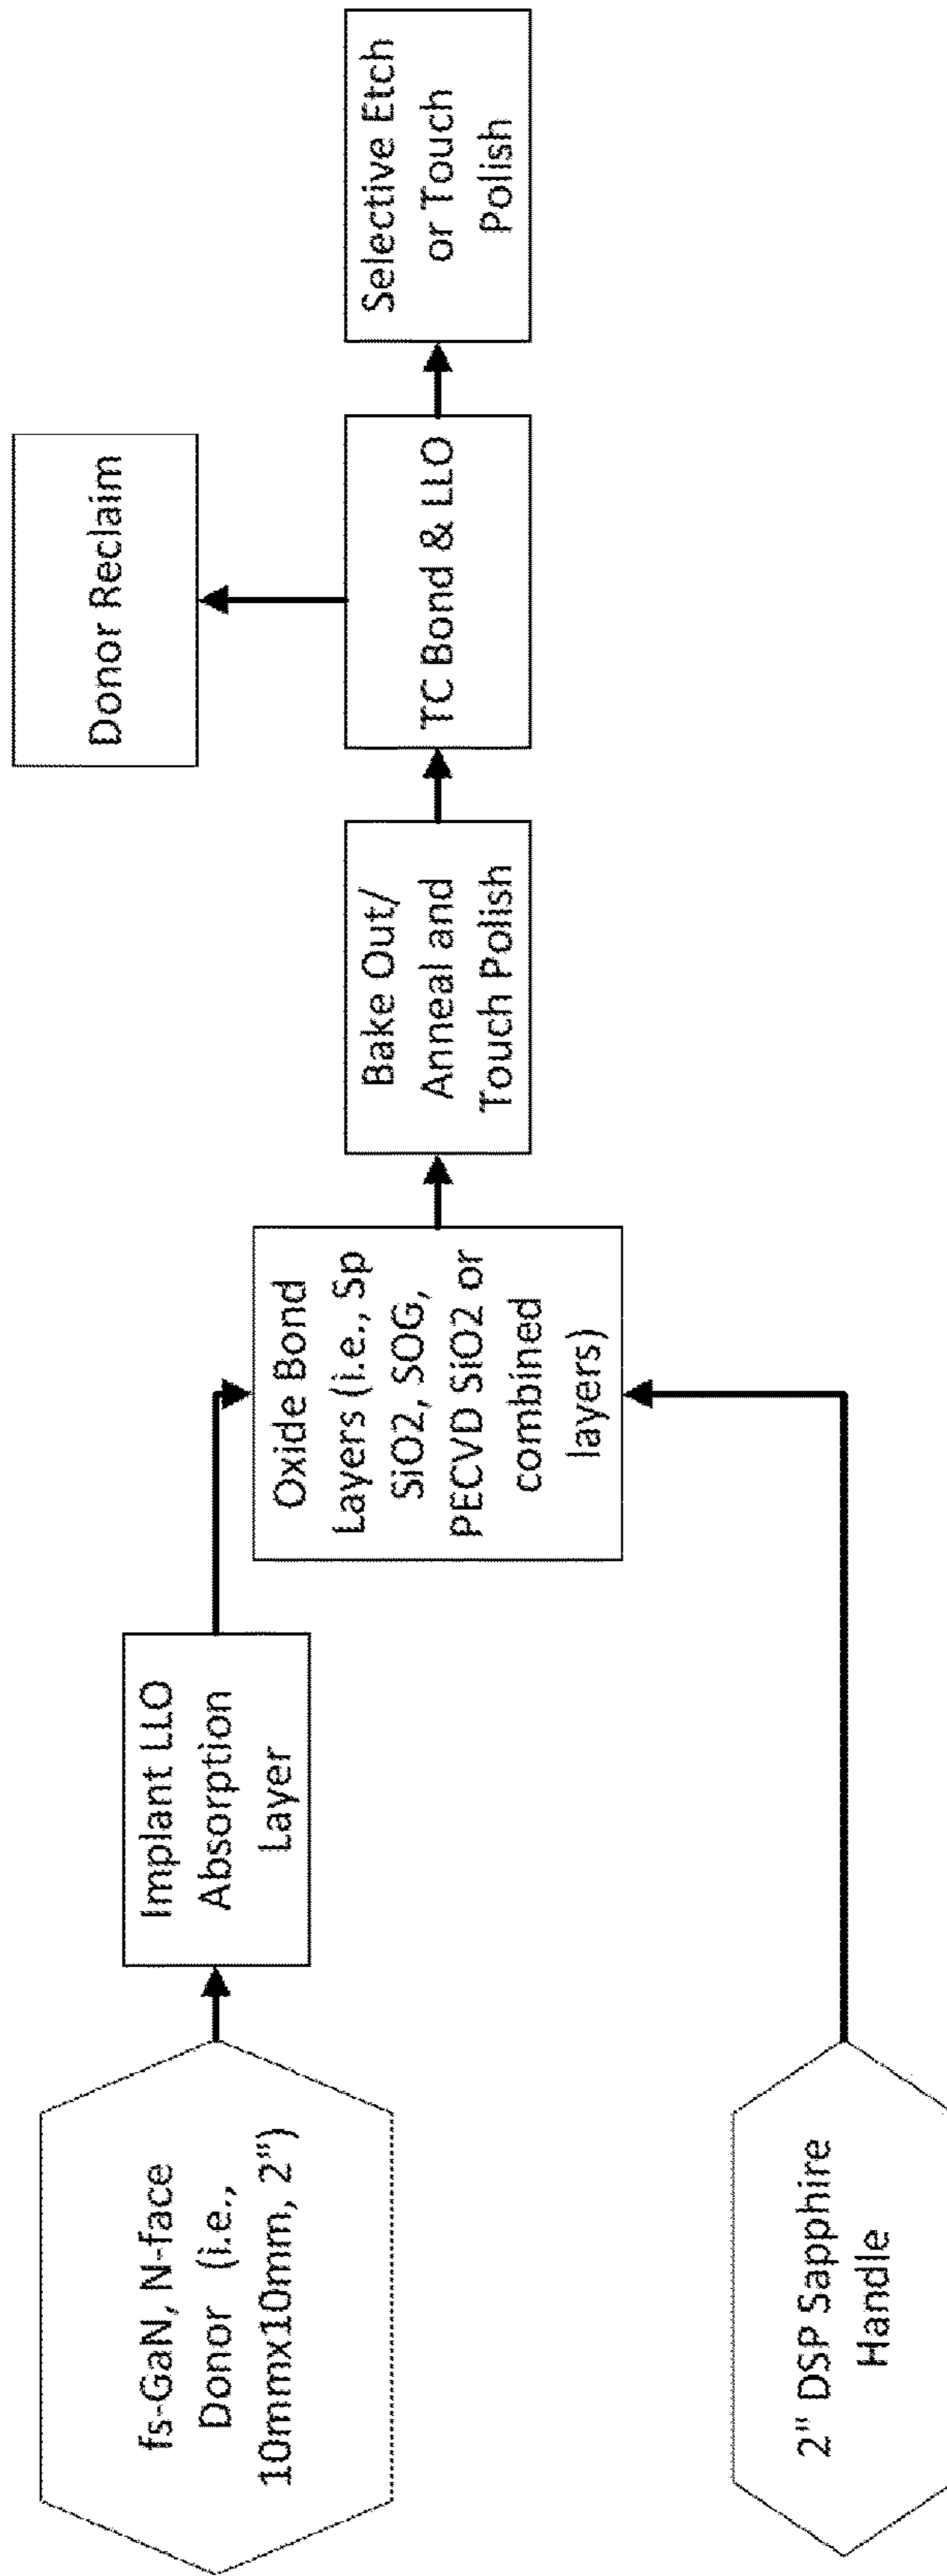 fs-GaN, N-face
Donor (i.e.,
10mmx10mm, 2")
Implant LLO
Absorption
Layer
2" DSP Sapphire
Handle
Oxide Bond
Layers (i.e., Sp
SiO2, SOG,
PECVD SiO2 or
combined
layers)
Bake Out/
Anneal and
Touch Polish
TC Bond & LLO
Donor Reclaim
Selective Etch
or Touch
Polish